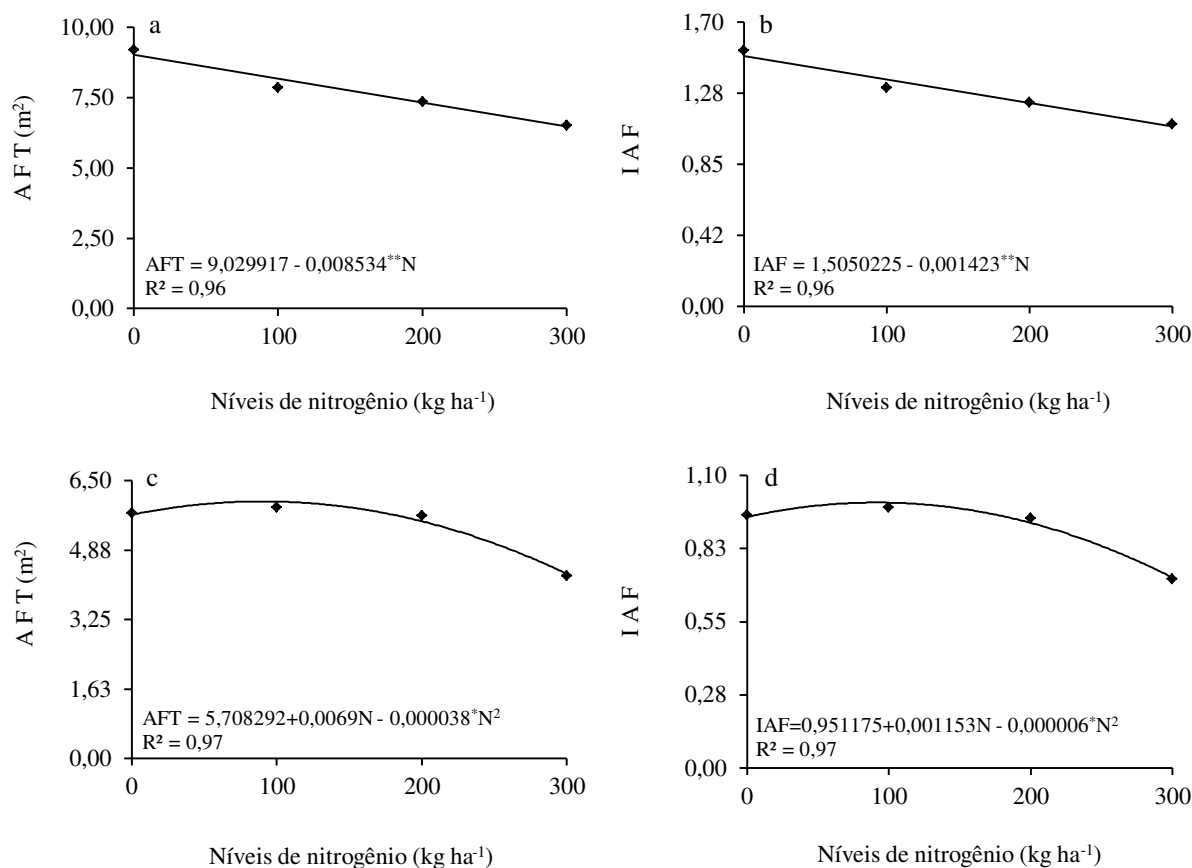 a
10,00
7,50
5,00
2,50
0,00
A F T (m²)
AFT = 9,029917 - 0,008534**N
R² = 0,96
0 100 200 300
Níveis de nitrogênio (kg ha⁻¹)
b
1,70
1,28
0,85
0,42
0,00
I A F
IAF = 1,5050225 - 0,001423**N
R² = 0,96
0 100 200 300
Níveis de nitrogênio (kg ha⁻¹)
c
6,50
4,88
3,25
1,63
0,00
A F T (m²)
AFT = 5,708292+0,0069N - 0,000038*N²
R² = 0,97
0 100 200 300
Níveis de nitrogênio (kg ha⁻¹)
d
1,10
0,83
0,55
0,28
0,00
I A F
IAF=0,951175+0,001153N - 0,000006*N²
R² = 0,97
0 100 200 300
Níveis de nitrogênio (kg ha⁻¹)